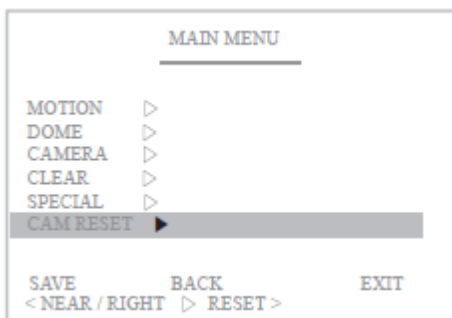 MAIN MENU
MOTION ▷
DOME ▷
CAMERA ▷
CLEAR ▷
SPECIAL ▷
CAM RESET ▶
SAVE BACK EXIT
< NEAR / RIGHT ▷ RESET >